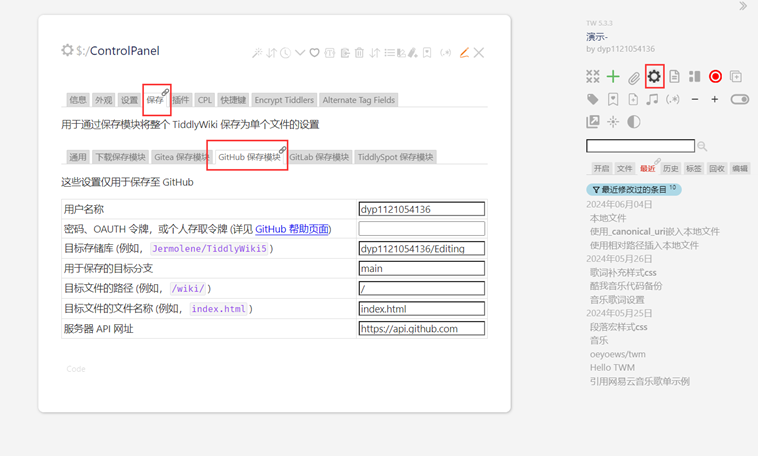 $:/ControlPanel
信息 外观 设置 保存 插件 CPL 快捷键 Encrypt Tiddlers Alternate Tag Fields
用于通过保存模块将整个 TiddlyWiki 保存为单个文件的设置
通用 下载保存模块 Gitea 保存模块 GitHub 保存模块 GitLab 保存模块 TiddlySpot 保存模块
这些设置仅用于保存至 GitHub
用户名称 dyp1121054136
密码、OAUTH 令牌，或个人存取令牌 (详见 GitHub 帮助页面)
目标存储库 (例如， Jermolene/TiddlyWiki5 ) dyp1121054136/Editing
用于保存的目标分支 main
目标文件的路径 (例如， /wiki/ ) /
目标文件的文件名称 (例如， index.html ) index.html
服务器 API 网址 https://api.github.com
Code
TW 5.3.3
演示-
by dyp1121054136
开启 文件 最近 历史 标签 回收 编辑
最近修改过的条目 10
2024年06月04日
本地文件
使用_canonical_uri嵌入本地文件
使用相对路径插入本地文件
2024年05月26日
歌词补充样式css
酷我音乐代码备份
音乐歌词设置
2024年05月25日
段落宏样式css
音乐
oeyoews/twm
Hello TWM
引用网易云音乐歌单示例